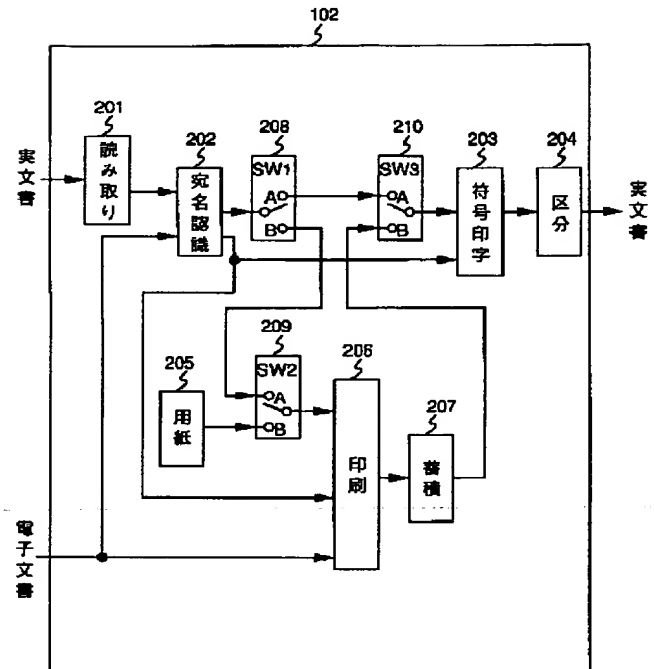 102
201
読み取り
202
宛名認識
208
SW1
A
B
210
SW3
A
B
203
符号印字
204
区分
実文書
実文書
209
SW2
A
B
205
用紙
206
印刷
207
蓄積
電子文書